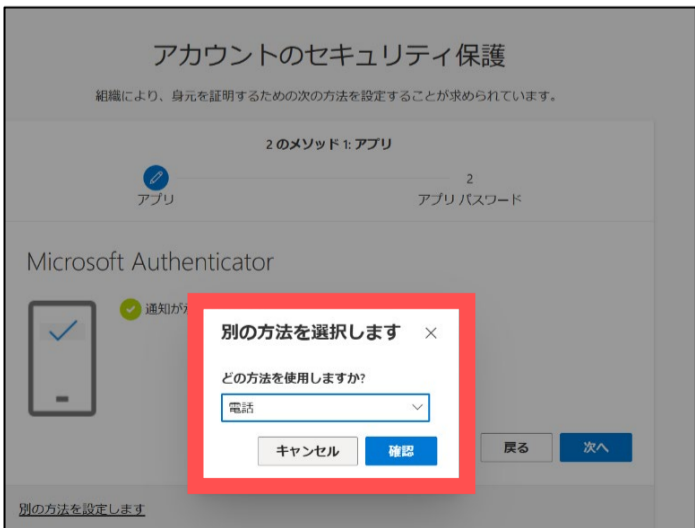 アカウントのセキュリティ保護
組織により、身元を証明するための次の方法を設定することが求められています。
2 のメソッド 1: アプリ
アプリ
2
アプリ パスワード
Microsoft Authenticator
通知が
別の方法を選択します
どの方法を使用しますか?
電話
キャンセル
確認
戻る
次へ
別の方法を設定します